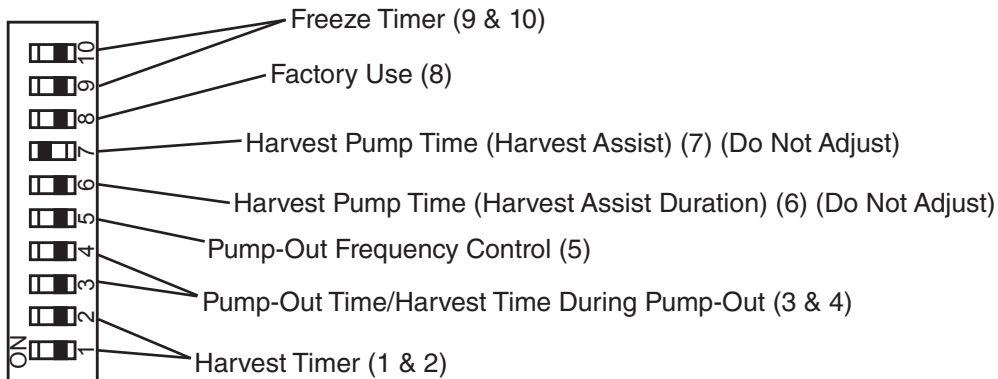 Freeze Timer (9 & 10)
Factory Use (8)
Harvest Pump Time (Harvest Assist) (7) (Do Not Adjust)
Harvest Pump Time (Harvest Assist Duration) (6) (Do Not Adjust)
Pump-Out Frequency Control (5)
Pump-Out Time/Harvest Time During Pump-Out (3 & 4)
Harvest Timer (1 & 2)
10
9
8
7
6
5
4
3
2
1
ON